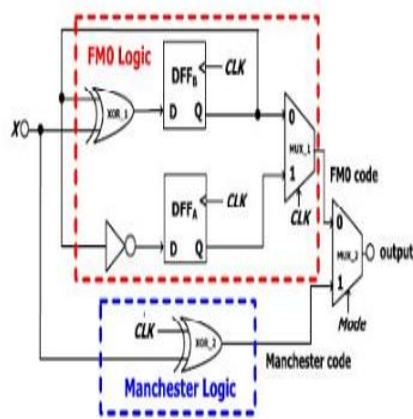 FM0 Logic
DFFB
CLK
D Q
XOR_1
X
0
MUX_1
1
CLK
FM0 code
DFFA
CLK
D Q
0
MUX_2
1
output
Mode
CLK
XOR_2
Manchester code
Manchester Logic